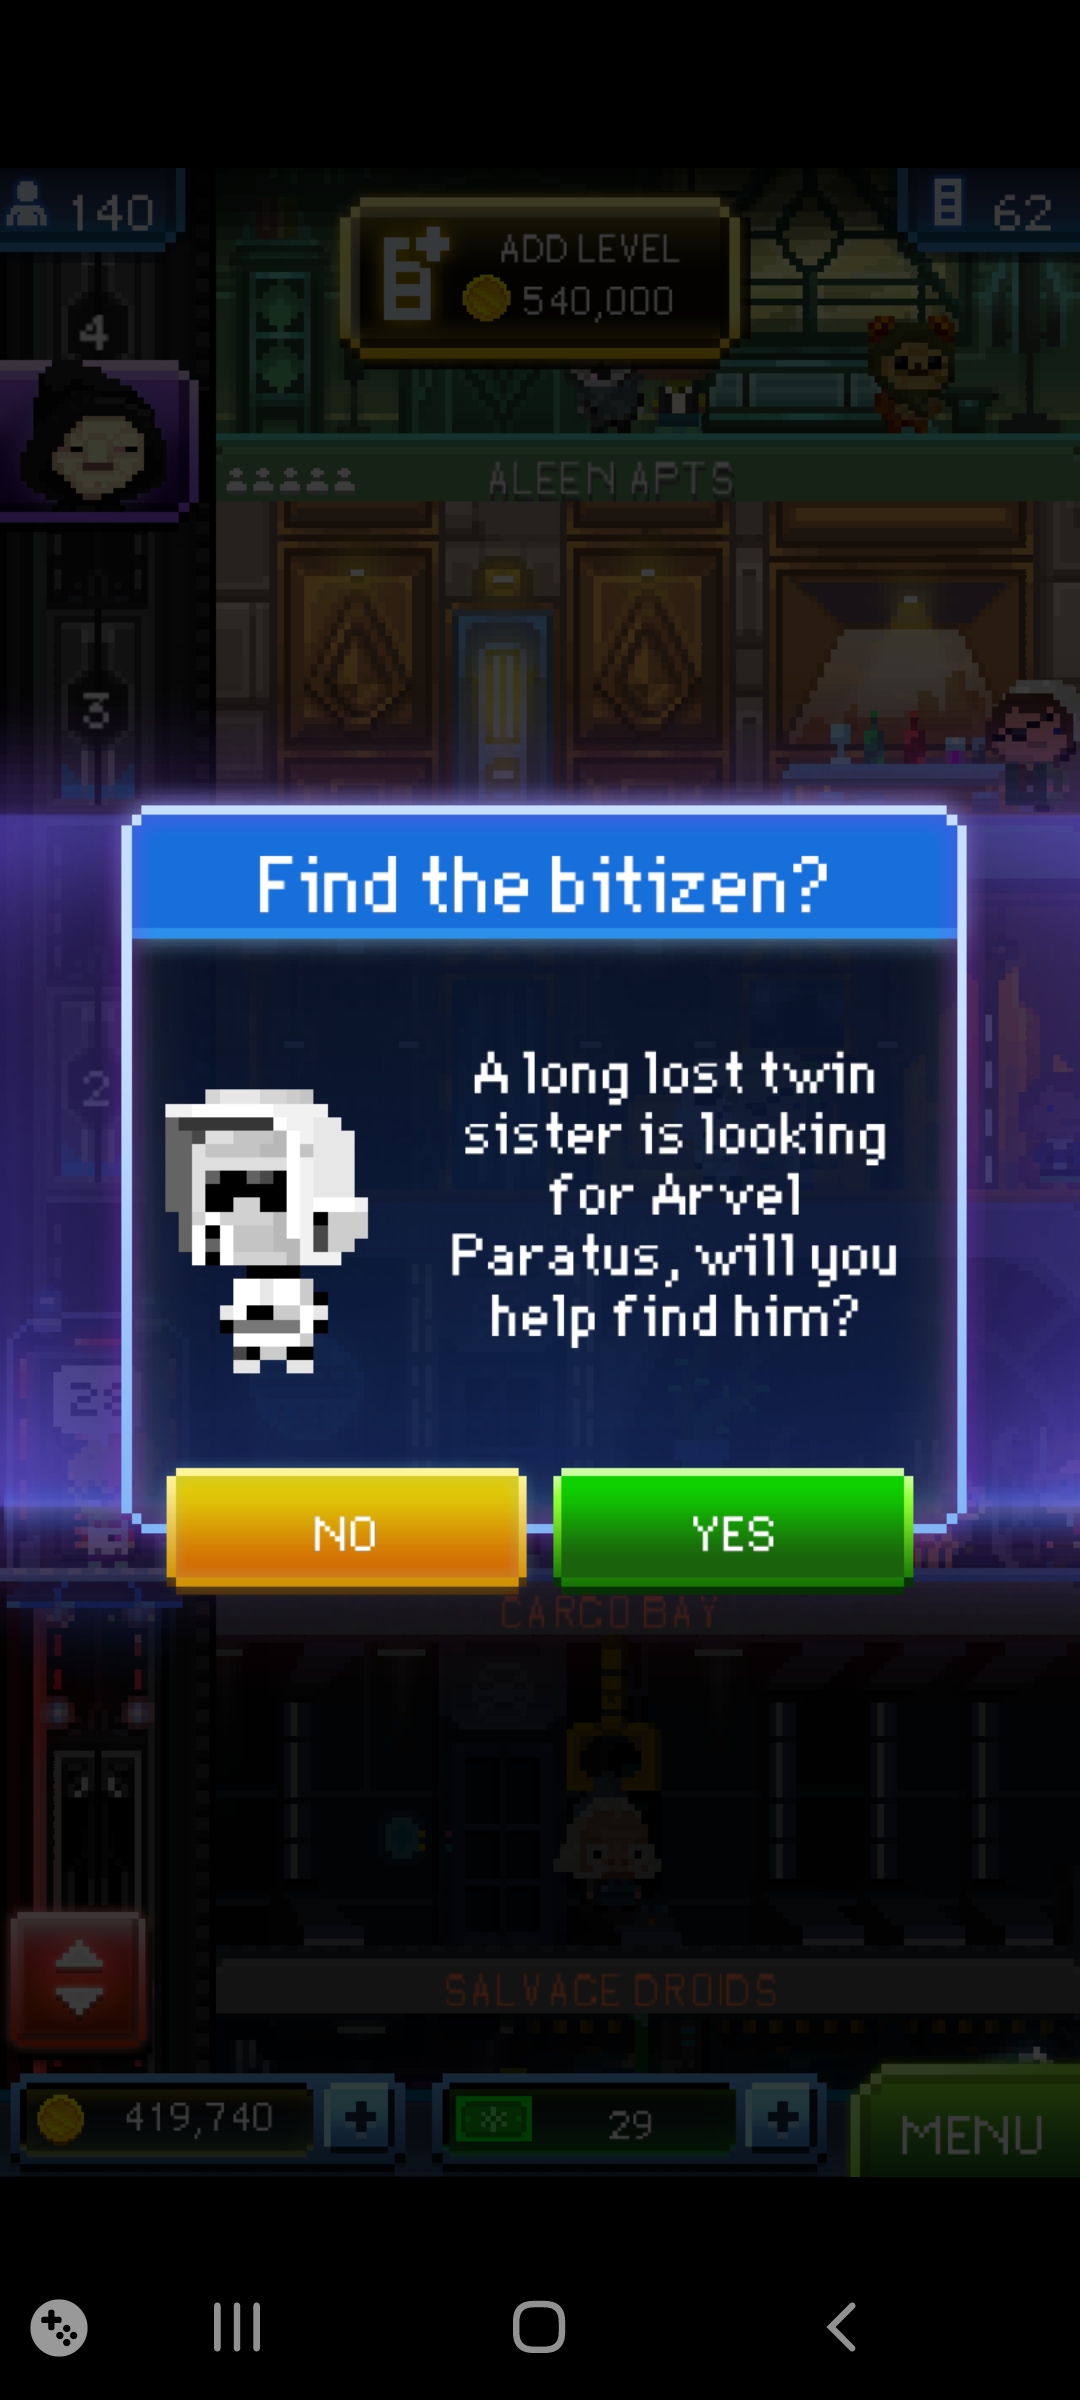 140
62
ADD LEVEL
540,000
4
ALEEN APTS
3
Find the bitizen?
2
A long lost twin
sister is looking
for Arvel
Paratus, will you
help find him?
NO
YES
CARGO BAY
SALVAGE DROIDS
419,740
29
MENU